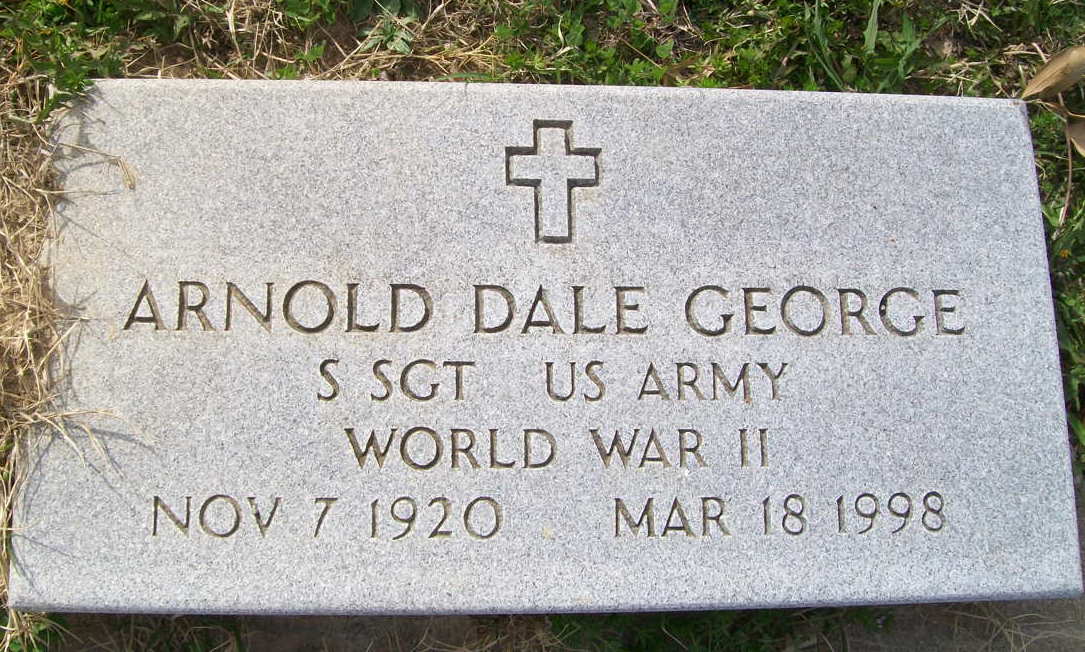 ARNOLD DALE GEORGE
S SGT US ARMY
WORLD WAR II
NOV 7 1920 MAR 18 1998